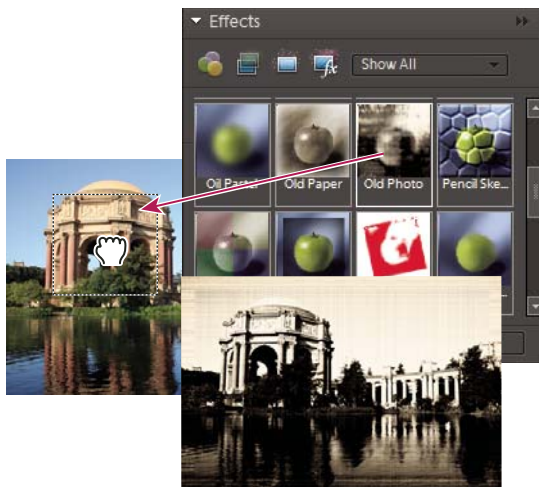 Effects
Show All
Oil Pastel
Old Paper
Old Photo
Pencil Ske...